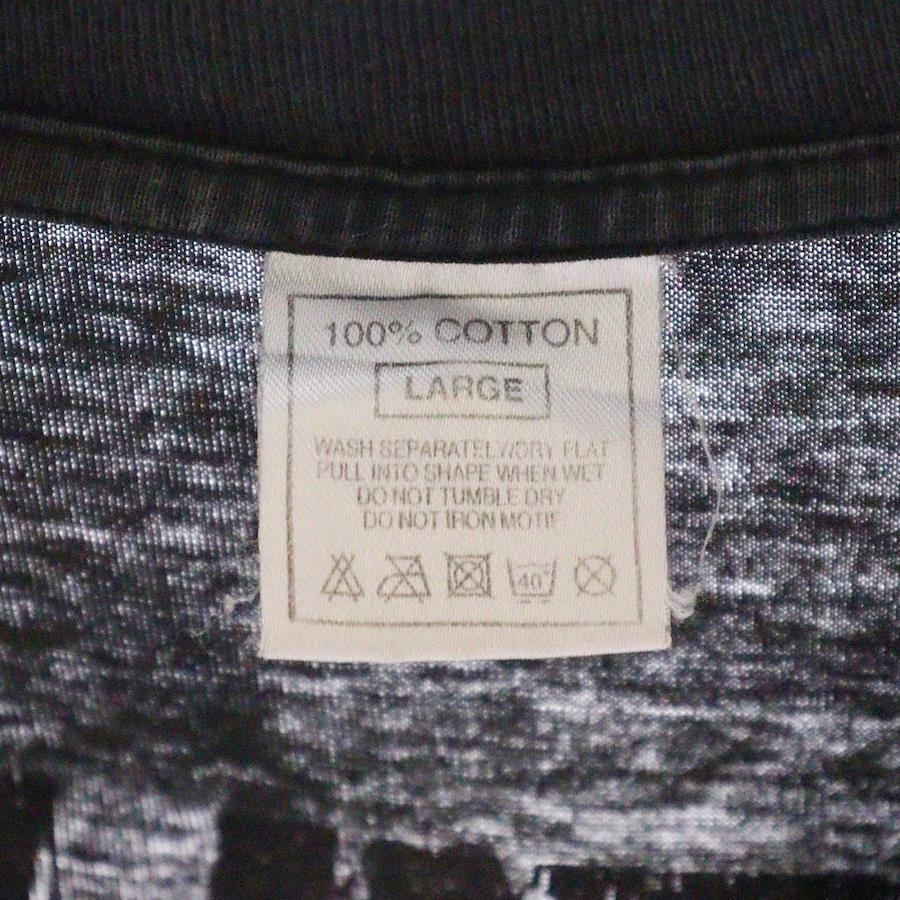 100% COTTON
LARGE
WASH SEPARATELY/DRY FLAT
PULL INTO SHAPE WHEN WET
DO NOT TUMBLE DRY
DO NOT IRON MOTIF
40°